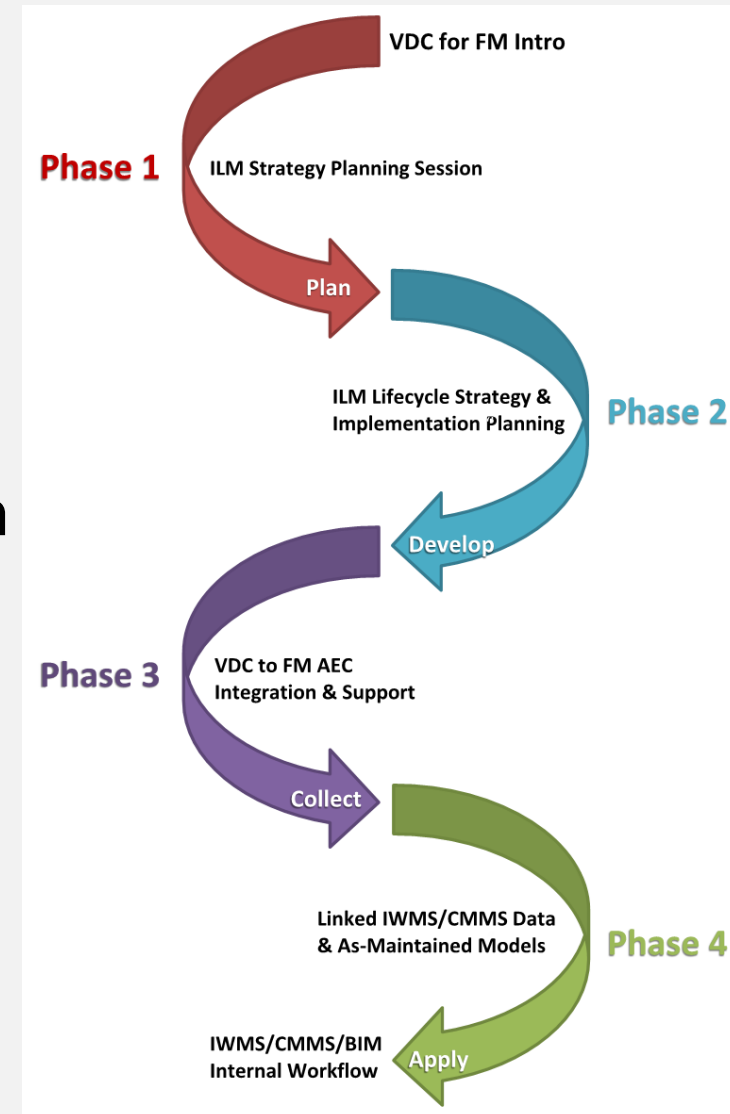 VDC for FM Intro
Phase 1
ILM Strategy Planning Session
Plan
ILM Lifecycle Strategy &
Implementation Planning
Phase 2
Develop
n
Phase 3
VDC to FM AEC
Integration & Support
Collect
Linked IWMS/CMMS Data
& As-Maintained Models
Phase 4
IWMS/CMMS/BIM
Internal Workflow
Apply